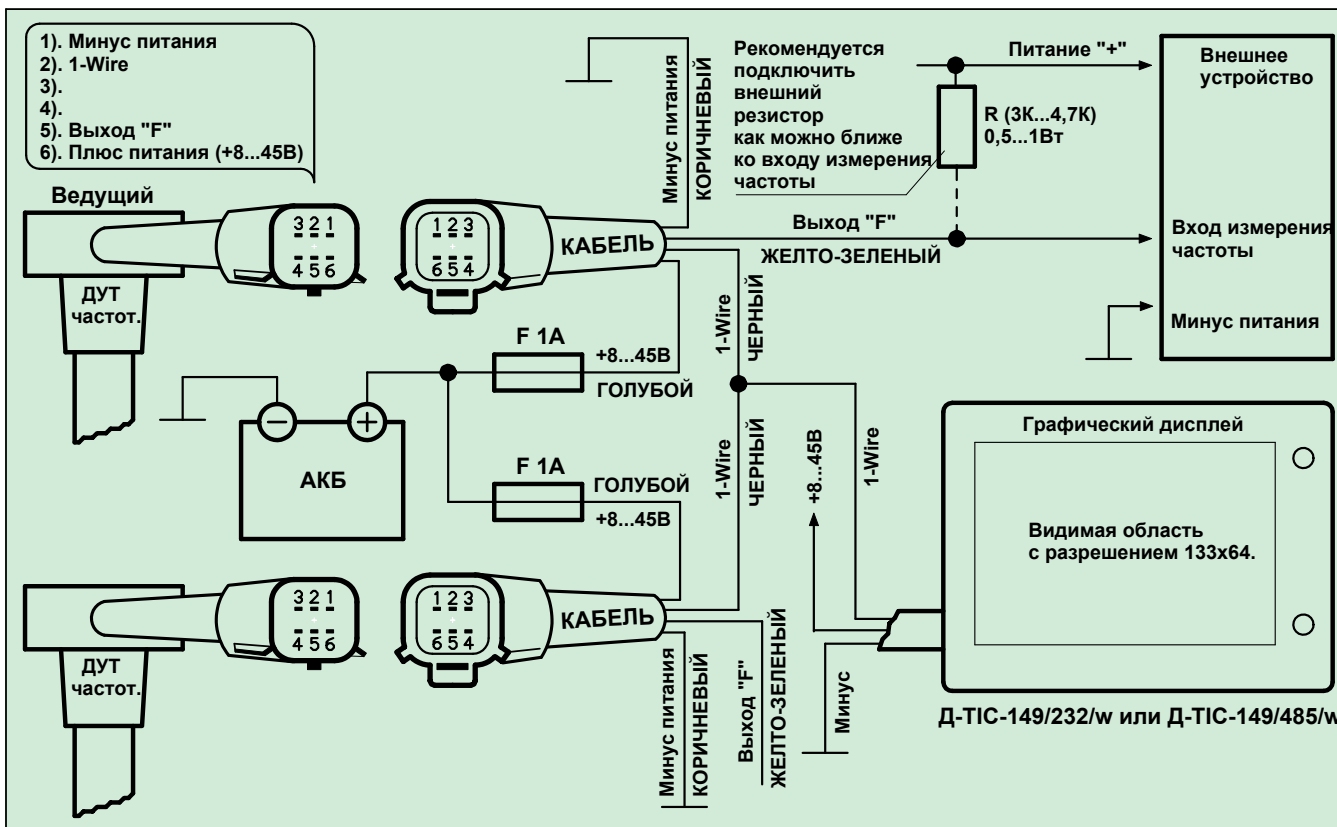 1). Минус питания
2). 1-Wire
3).
4).
5). Выход "F"
6). Плюс питания (+8...45В)
Ведущий
3 2 1
4 5 6
ДУТ
частот.
1 2 3
6 5 4
КАБЕЛЬ
Минус питания
КОРИЧНЕВЫЙ
Рекомендуется
подключить
внешний
резистор
как можно ближе
ко входу измерения
частоты
Питание "+"
R (3К...4,7К)
0,5...1Вт
Внешнее
устройство
Выход "F"
ЖЕЛТО-ЗЕЛЕНЫЙ
Вход измерения
частоты
Минус питания
1-Wire
ЧЕРНЫЙ
F 1A
+8...45В
ГОЛУБОЙ
АКБ
F 1A
ГОЛУБОЙ
+8...45В
1-Wire
ЧЕРНЫЙ
+8...45В
1-Wire
Графический дисплей
Видимая область
с разрешением 133x64.
3 2 1
4 5 6
ДУТ
частот.
1 2 3
6 5 4
КАБЕЛЬ
Минус питания
КОРИЧНЕВЫЙ
Выход "F"
ЖЕЛТО-ЗЕЛЕНЫЙ
Минус
Д-TIC-149/232/w или Д-TIC-149/485/w